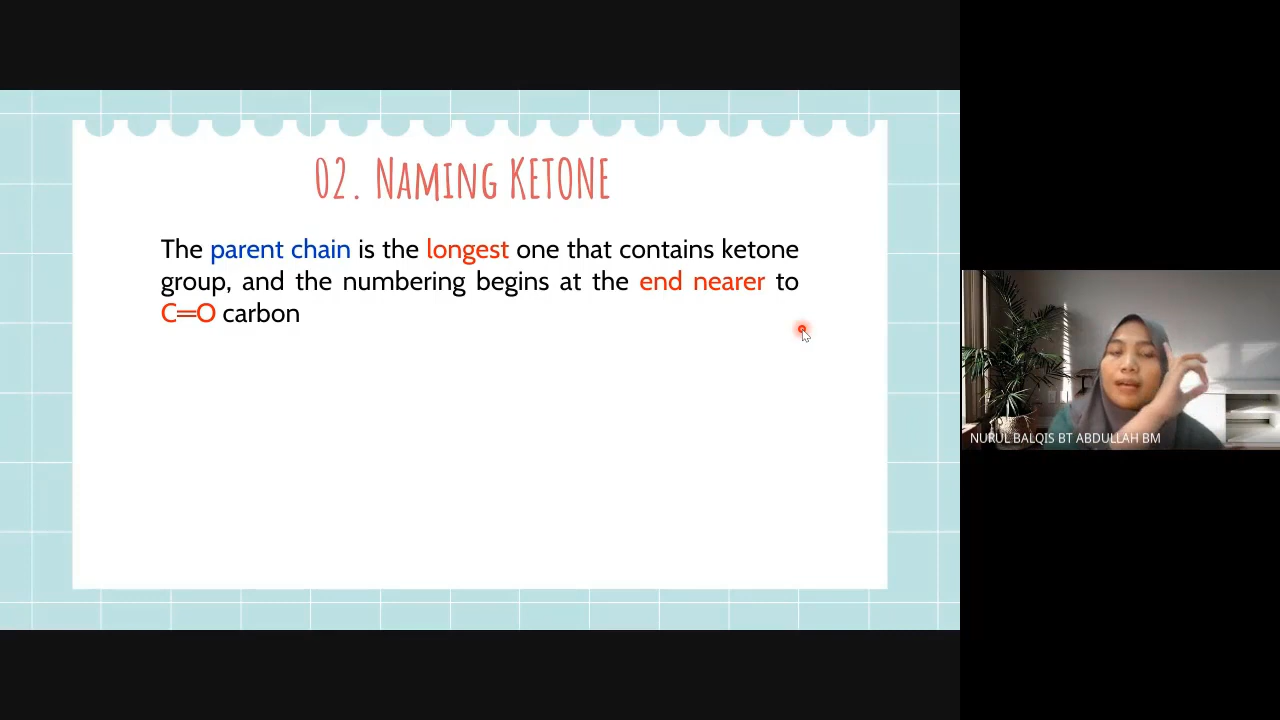 02. NAMING KETONE
The parent chain is the longest one that contains ketone
group, and the numbering begins at the end nearer to
C=O carbon
NURUL BALQIS BT ABDULLAH BM